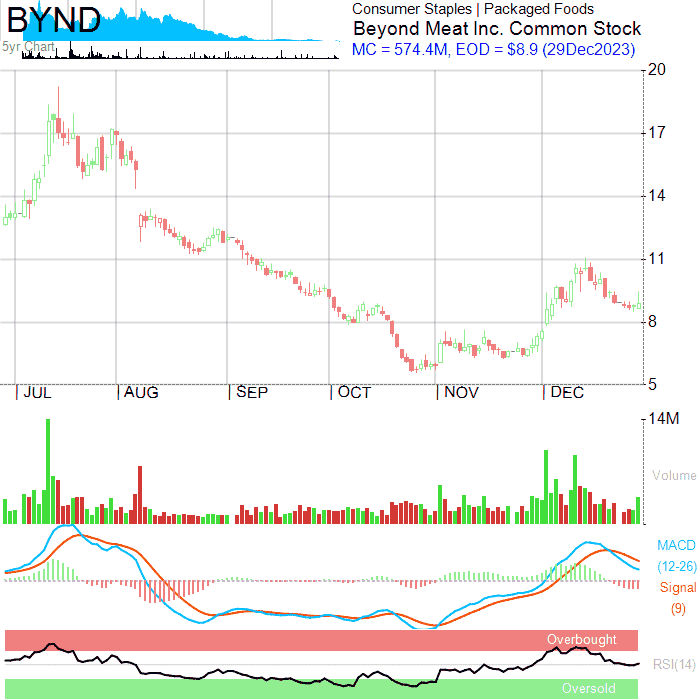 BYND
5yr Chart
Consumer Staples | Packaged Foods
Beyond Meat Inc. Common Stock
MC = 574.4M, EOD = $8.9 (29Dec2023)
20
17
14
11
8
5
JUL AUG SEP OCT NOV DEC
14M
Volume
MACD
(12-26)
Signal
(9)
Overbought
RSI(14)
Oversold